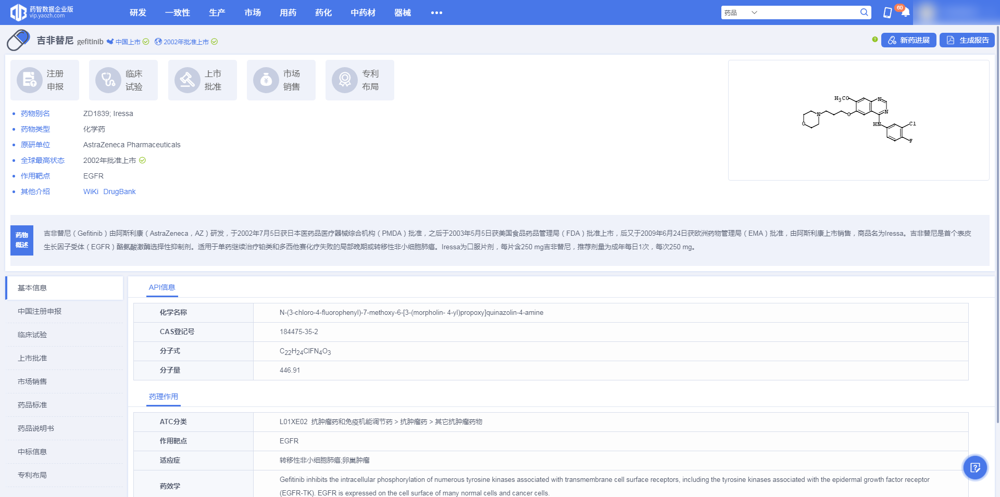 药智数据企业版
vip.yaozh.com
研发 一致性 生产 市场 用药 药化 中药材 器械 •••
药品
60
吉非替尼 gefitinib 中国上市 2002年批准上市
? 新药进展 生成报告
注册
申报
临床
试验
上市
批准
市场
销售
专利
布局
H3CO
N
N
N
O
O
HN
Cl
F
药物别名 ZD1839; Iressa
药物类型 化学药
原研单位 AstraZeneca Pharmaceuticals
全球最高状态 2002年批准上市
作用靶点 EGFR
其他介绍 WiKi DrugBank
药物
概述
吉非替尼（Gefitinib）由阿斯利康（AstraZeneca，AZ）研发，于2002年7月5日获日本医药品医疗器械综合机构（PMDA）批准，之后于2003年5月5日获美国食品药品管理局（FDA）批准上市，后又于2009年6月24日获欧洲药物管理局（EMA）批准，由阿斯利康上市销售，商品名为Iressa。吉非替尼是首个表皮
生长因子受体（EGFR）酪氨酸激酶选择性抑制剂。适用于单药继续治疗铂类和多西他赛化疗失败的局部晚期或转移性非小细胞肺癌。Iressa为口服片剂，每片含250 mg吉非替尼，推荐剂量为成年每日1次，每次250 mg。
基本信息
中国注册申报
临床试验
上市批准
市场销售
药品标准
药品说明书
中标信息
专利布局
API信息
化学名称 N-(3-chloro-4-fluorophenyl)-7-methoxy-6-[3-(morpholin- 4-yl)propoxy]quinazolin-4-amine
CAS登记号 184475-35-2
分子式 C22H24ClFN4O3
分子量 446.91
药理作用
ATC分类 L01XE02 抗肿瘤药和免疫机能调节药 > 抗肿瘤药 > 其它抗肿瘤药物
作用靶点 EGFR
适应症 转移性非小细胞肺癌;卵巢肿瘤
药效学 Gefitinib inhibits the intracellular phosphorylation of numerous tyrosine kinases associated with transmembrane cell surface receptors, including the tyrosine kinases associated with the epidermal growth factor receptor
(EGFR-TK). EGFR is expressed on the cell surface of many normal cells and cancer cells.